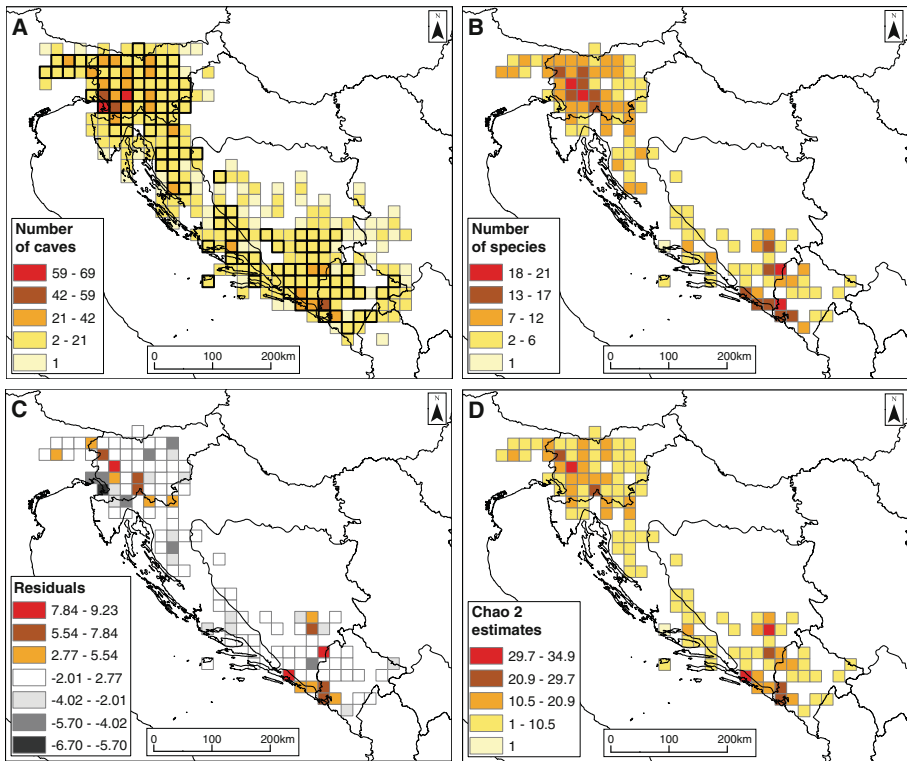 A
N
Number
of caves
59 - 69
42 - 59
21 - 42
2 - 21
1
0 100 200km
B
N
Number
of species
18 - 21
13 - 17
7 - 12
2 - 6
1
0 100 200km
C
N
Residuals
7.84 - 9.23
5.54 - 7.84
2.77 - 5.54
-2.01 - 2.77
-4.02 - -2.01
-5.70 - -4.02
-6.70 - -5.70
0 100 200km
D
N
Chao 2
estimates
29.7 - 34.9
20.9 - 29.7
10.5 - 20.9
1 - 10.5
1
0 100 200km